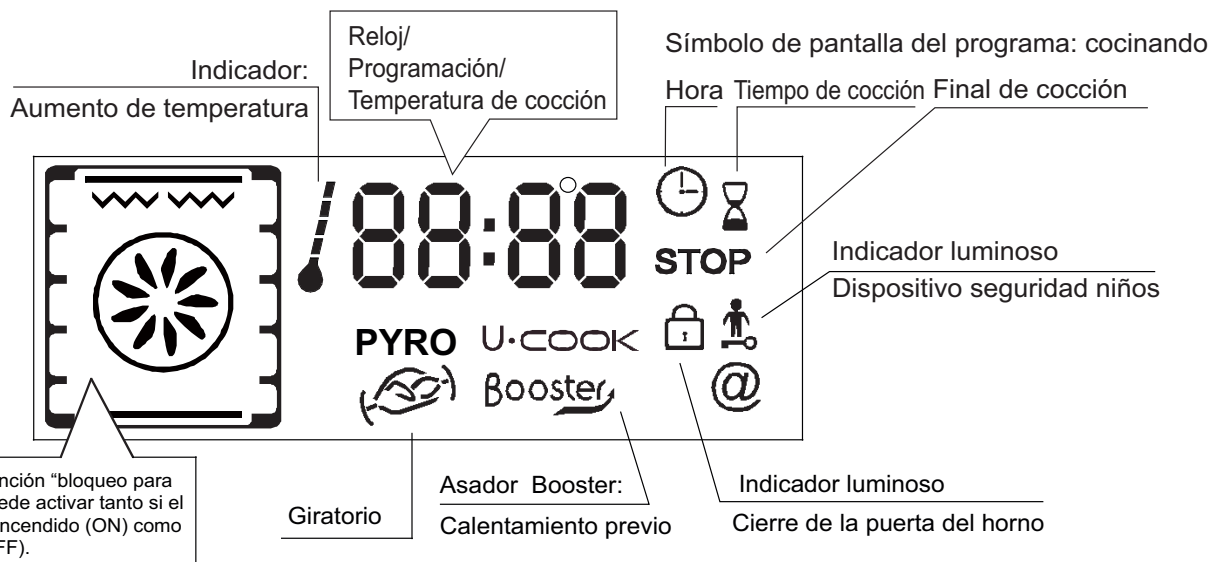 Reloj/
Programación/
Temperatura de cocción
Indicador:
Aumento de temperatura
Símbolo de pantalla del programa: cocinando
Hora Tiempo de cocción Final de cocción
88:88
STOP
Indicador luminoso
Dispositivo seguridad niños
PYRO U·COOK
Booster @
nción “bloqueo para
ede activar tanto si el
ncendido (ON) como
FF).
Giratorio
Asador Booster:
Calentamiento previo
Indicador luminoso
Cierre de la puerta del horno